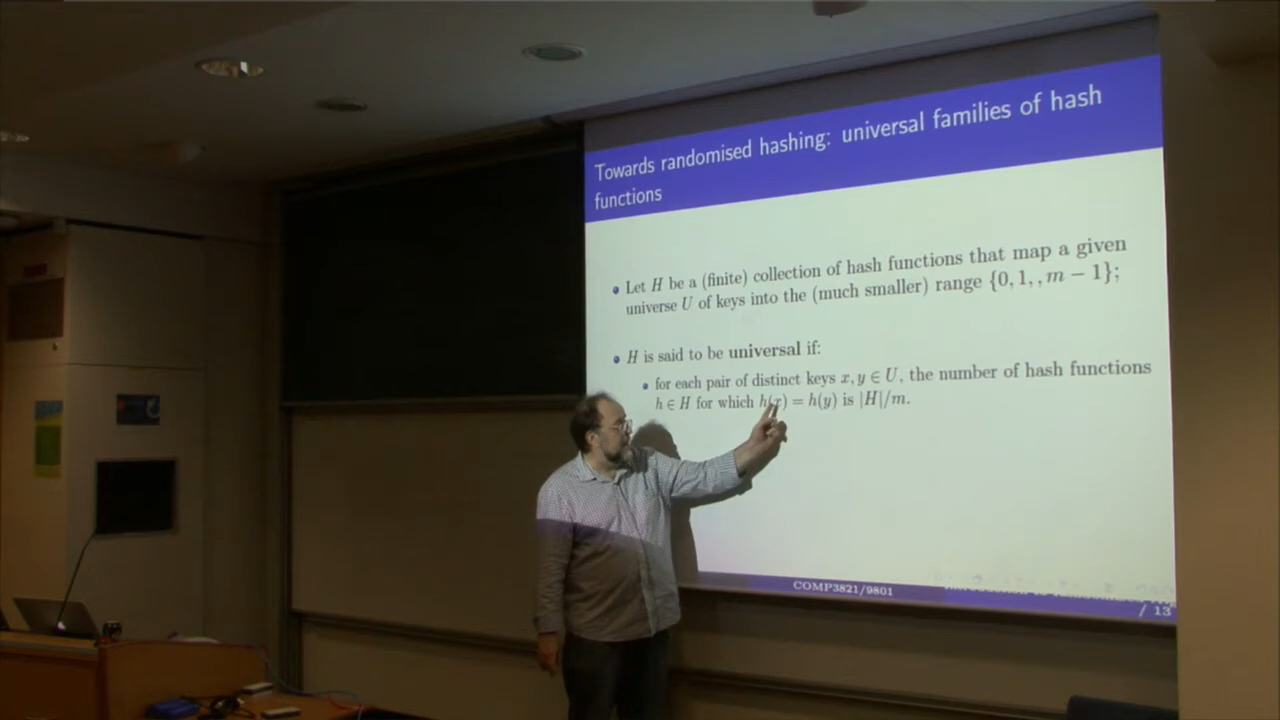 Towards randomised hashing: universal families of hash
functions
Let H be a (finite) collection of hash functions that map a given
universe U of keys into the (much smaller) range {0, 1, , m − 1};
H is said to be universal if:
for each pair of distinct keys x, y ∈ U, the number of hash functions
h ∈ H for which h(x) = h(y) is |H|/m.
COMP3821/9801
/ 13